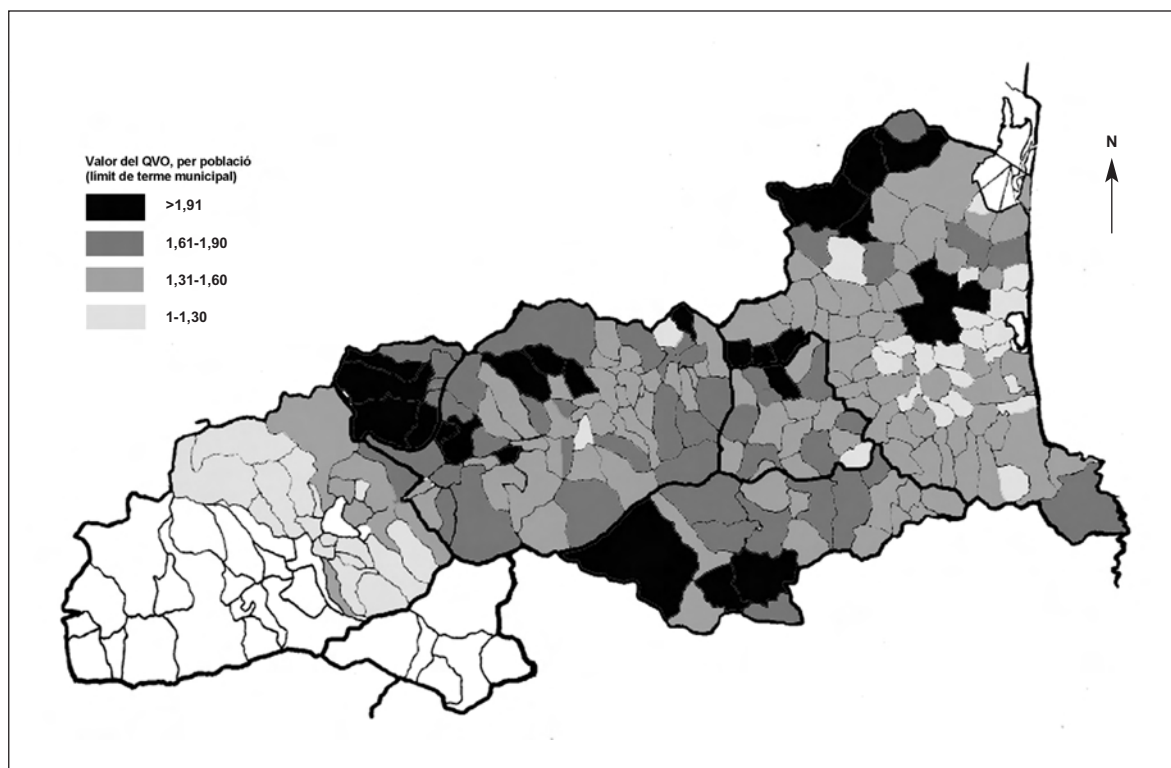 Valor del QVO, per població
(límit de terme municipal)
>1,91
1,61-1,90
1,31-1,60
1-1,30
N